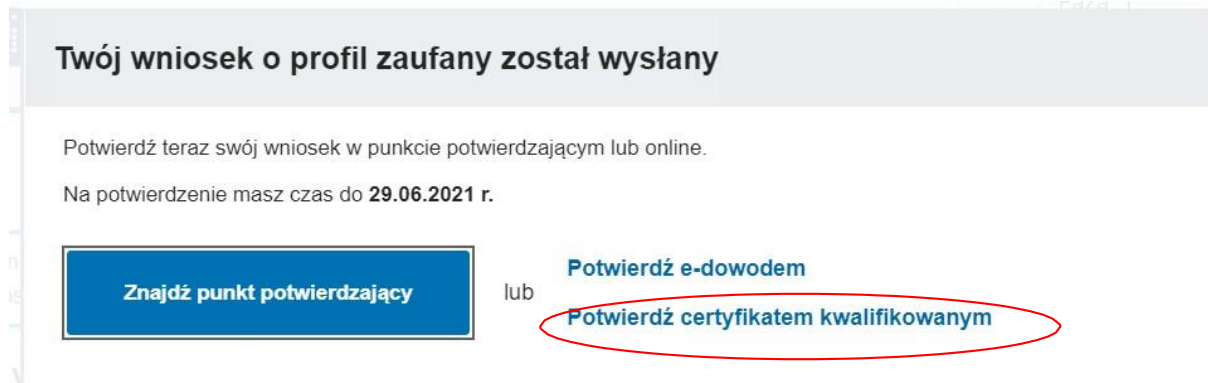 Twój wniosek o profil zaufany został wysłany
Potwierdź teraz swój wniosek w punkcie potwierdzającym lub online.
Na potwierdzenie masz czas do 29.06.2021 r.
Znajdź punkt potwierdzający
lub
Potwierdź e-dowodem
Potwierdź certyfikatem kwalifikowanym